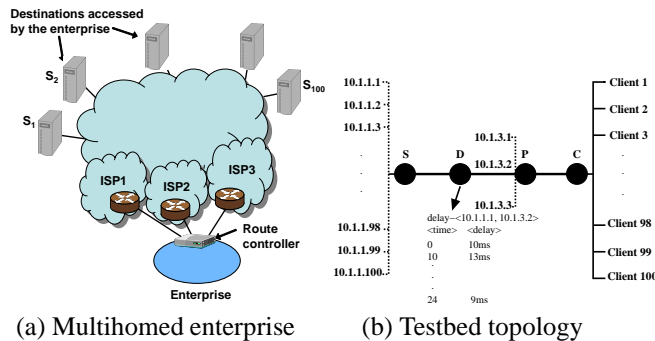 Destinations accessed
by the enterprise
S2
S100
S1
ISP1
ISP2
ISP3
Route
controller
Enterprise
(a) Multihomed enterprise
10.1.1.1
10.1.1.2
10.1.1.3
.
.
.
10.1.1.98
10.1.1.99
10.1.1.100
S
D
P
C
10.1.3.1
10.1.3.2
10.1.3.3
delay–<10.1.1.1, 10.1.3.2>
<time> <delay>
0 10ms
10 13ms
.
.
.
24 9ms
Client 1
Client 2
Client 3
.
.
.
Client 98
Client 99
Client 100
(b) Testbed topology